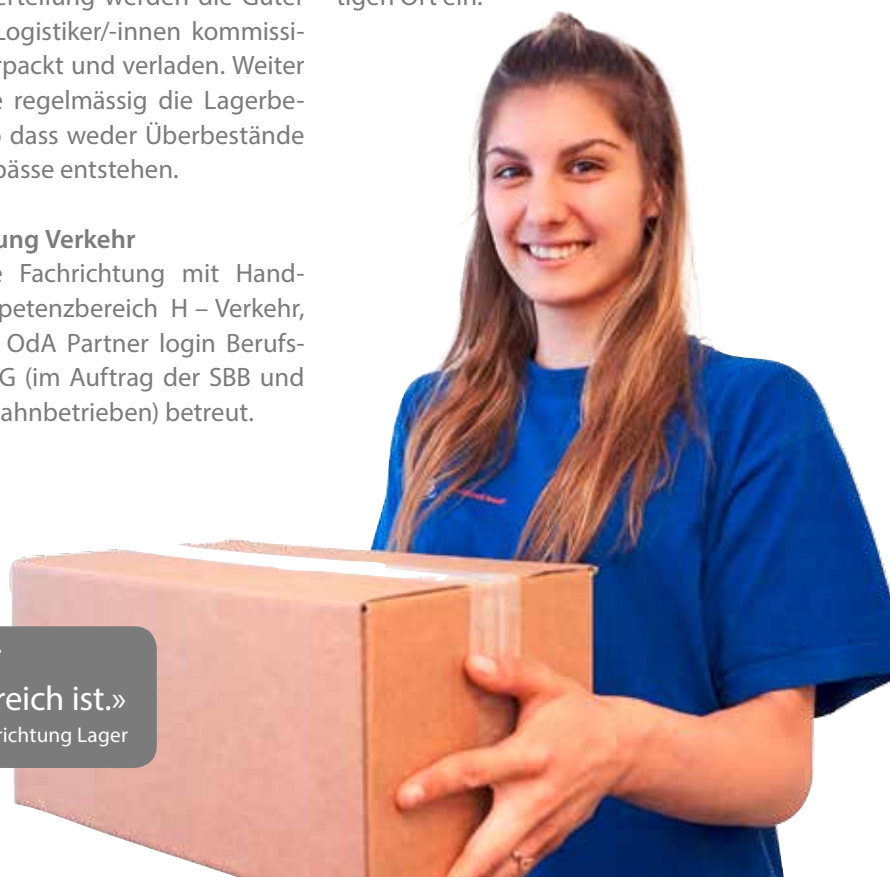 erteilung werden die Güter
Logistiker/-innen kommissi-
rpackt und verladen. Weiter
e regelmässig die Lagerbe-
o dass weder Überbestände
pässe entstehen.
ung Verkehr
e Fachrichtung mit Hand-
petenzbereich H – Verkehr,
OdA Partner login Berufs-
G (im Auftrag der SBB und
ahnbetrieben) betreut.
tigen Ort ein.
reich ist.»
richtung Lager